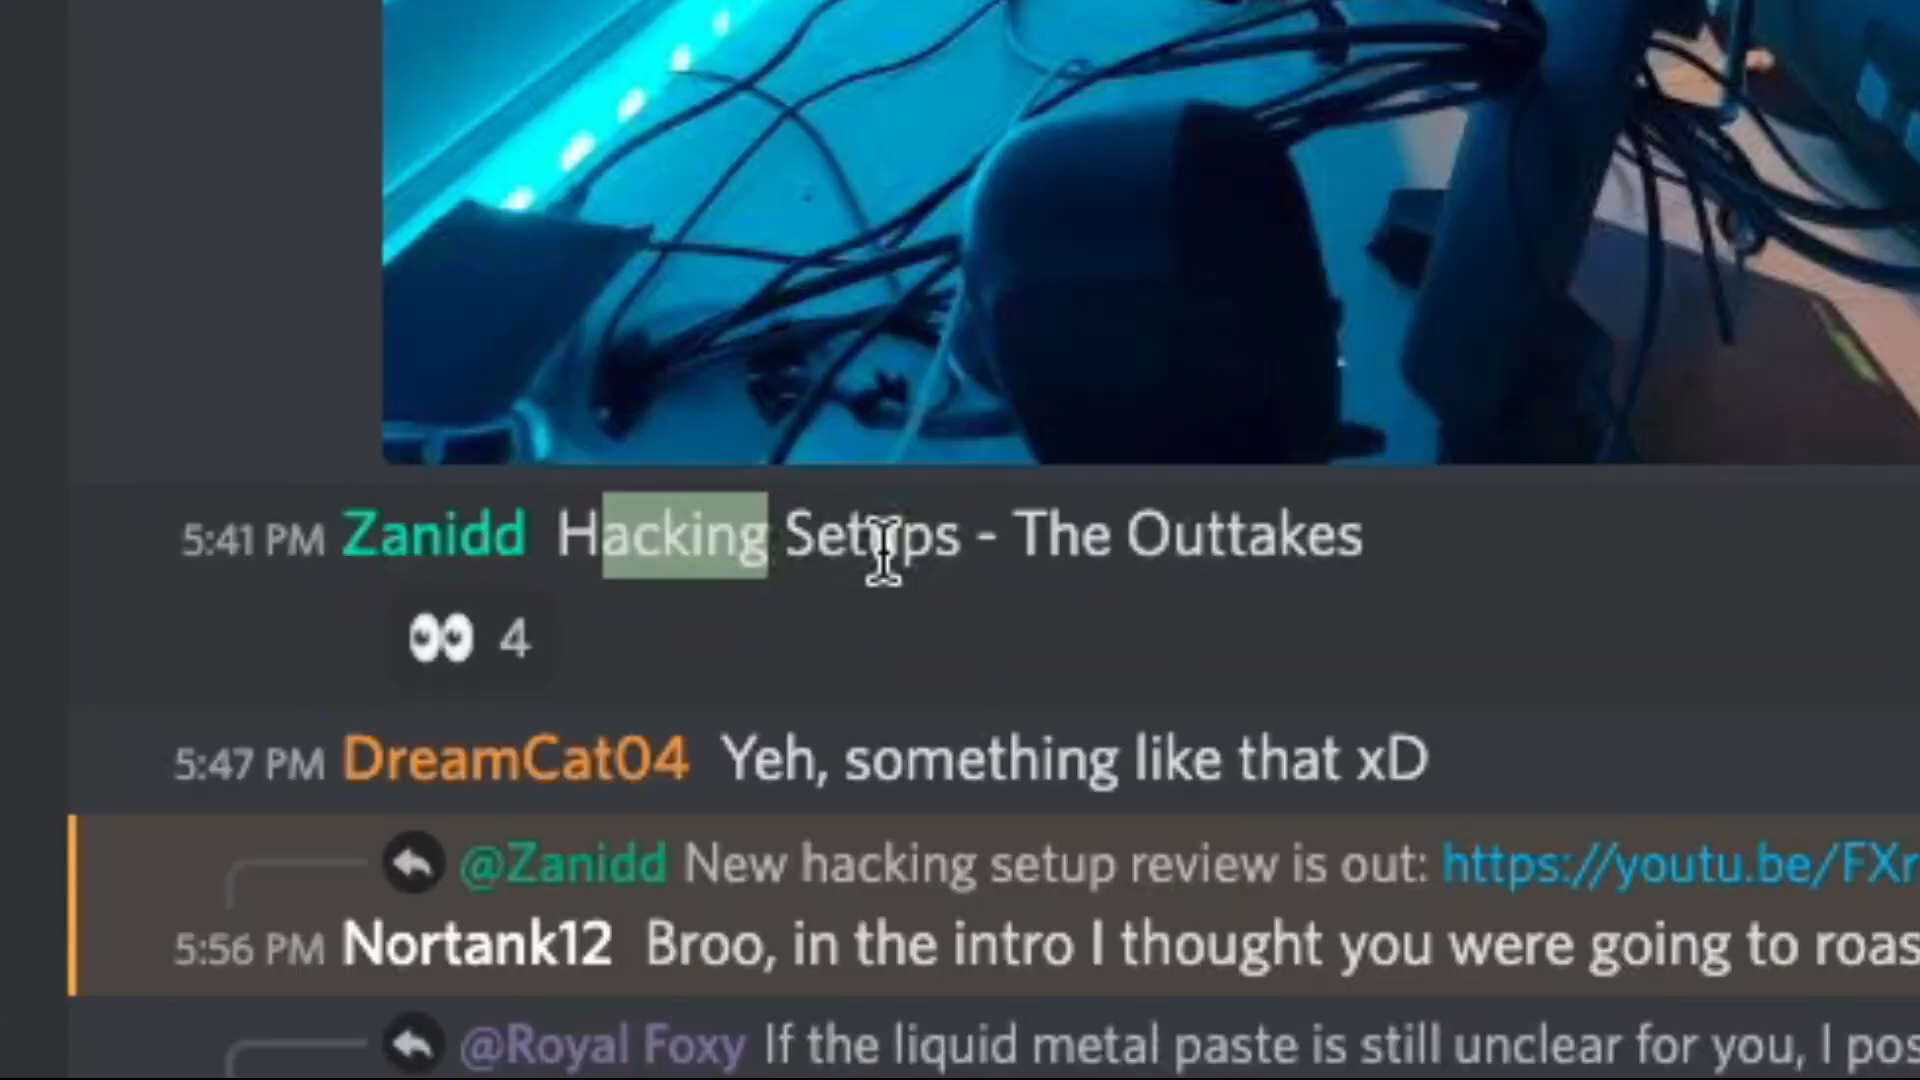 5:41 PM Zanidd Hacking Setups - The Outtakes
👀 4
5:47 PM DreamCat04 Yeh, something like that xD
@Zanidd New hacking setup review is out: https://youtu.be/FXr
5:56 PM Nortank12 Broo, in the intro I thought you were going to roas
@Royal Foxy If the liquid metal paste is still unclear for you, I pos